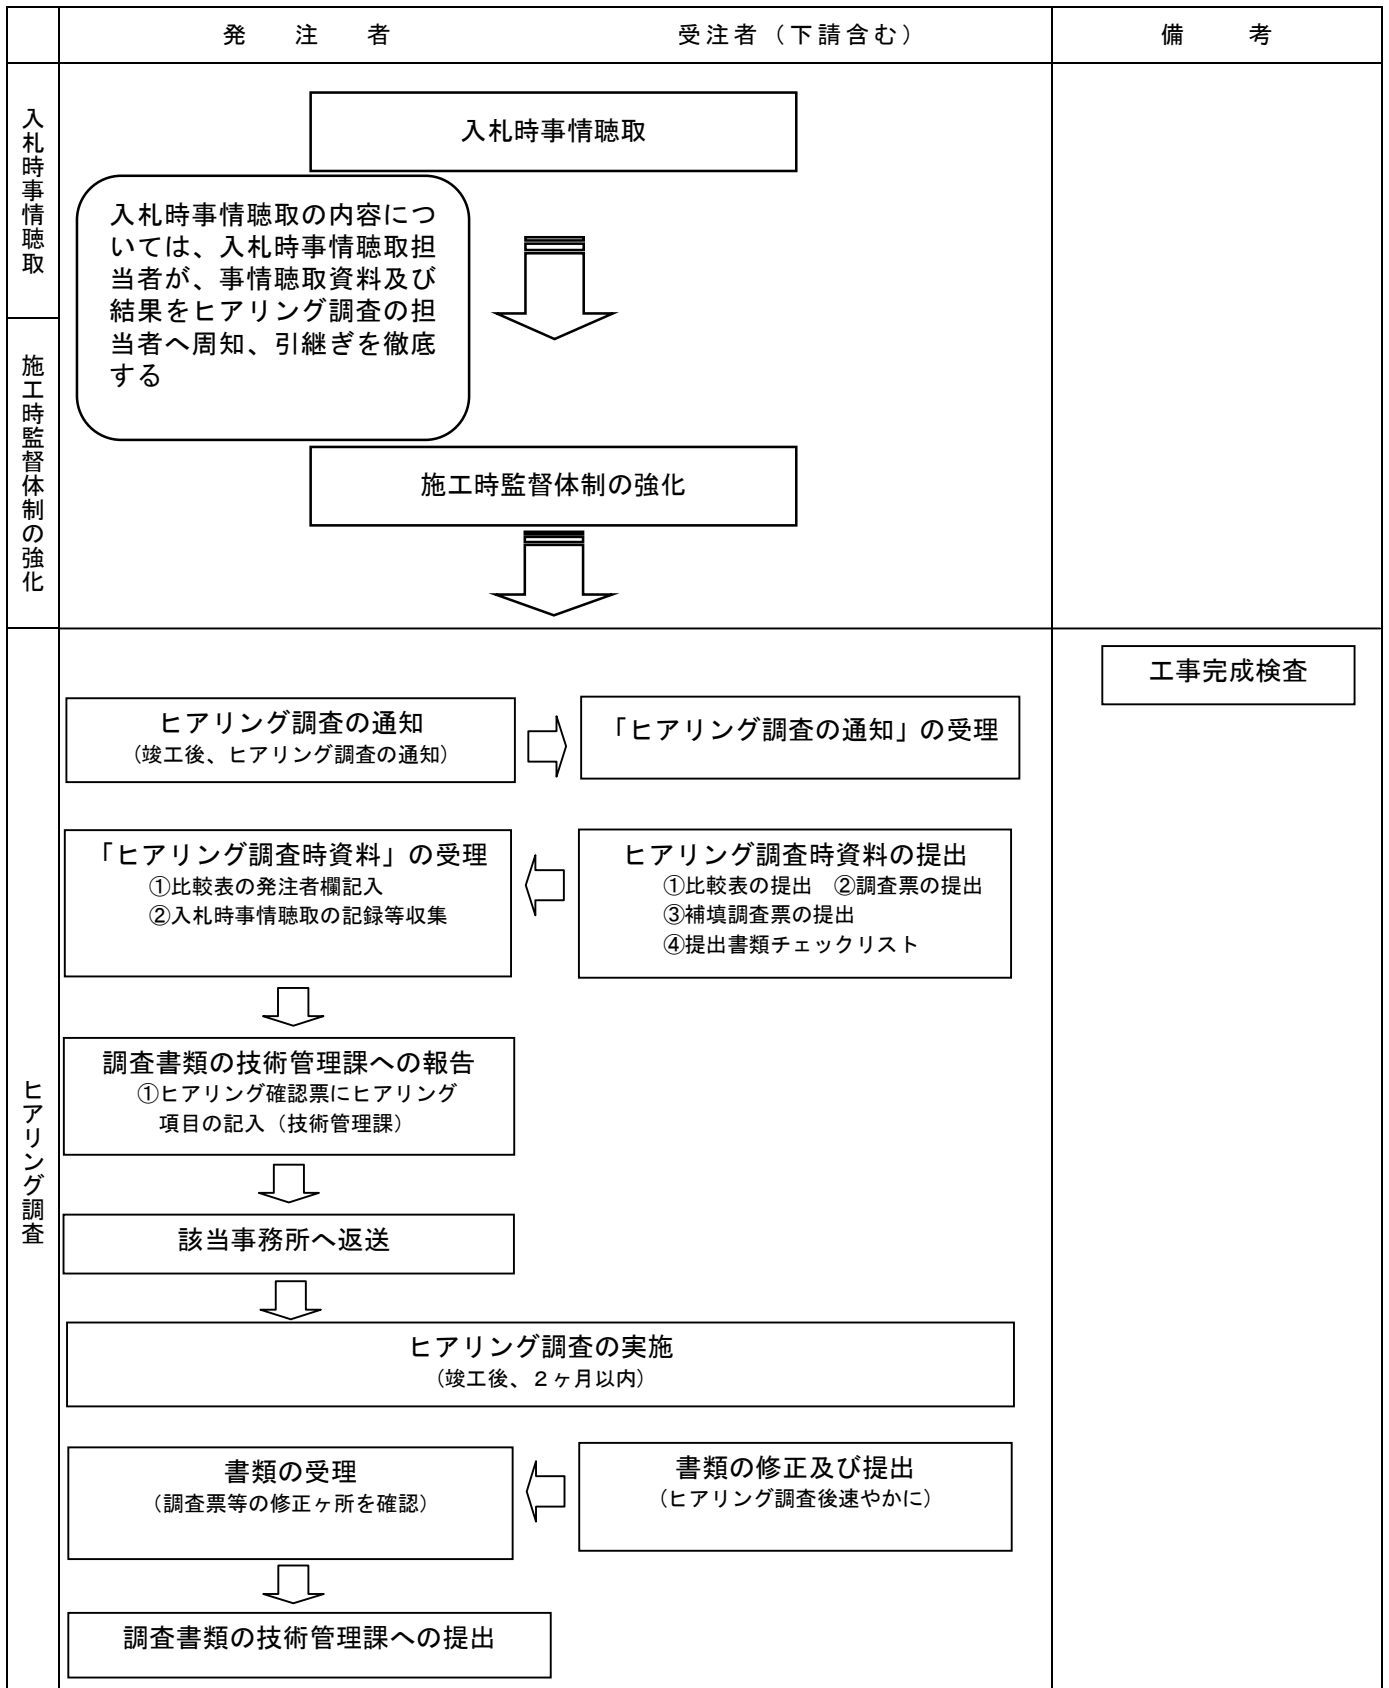 発　注　者
受注者（下請含む）
備　考
入札時事情聴取
入札時事情聴取
入札時事情聴取の内容につ
いては、入札時事情聴取担
当者が、事情聴取資料及び
結果をヒアリング調査の担
当者へ周知、引継ぎを徹底
する
施工時監督体制の強化
施工時監督体制の強化
ヒアリング調査
工事完成検査
ヒアリング調査の通知
（竣工後、ヒアリング調査の通知）
「ヒアリング調査の通知」の受理
「ヒアリング調査時資料」の受理
①比較表の発注者欄記入
②入札時事情聴取の記録等収集
ヒアリング調査時資料の提出
①比較表の提出　②調査票の提出
③補填調査票の提出
④提出書類チェックリスト
調査書類の技術管理課への報告
①ヒアリング確認票にヒアリング
項目の記入（技術管理課）
該当事務所へ返送
ヒアリング調査の実施
（竣工後、２ヶ月以内）
書類の受理
（調査票等の修正ヶ所を確認）
書類の修正及び提出
（ヒアリング調査後速やかに）
調査書類の技術管理課への提出